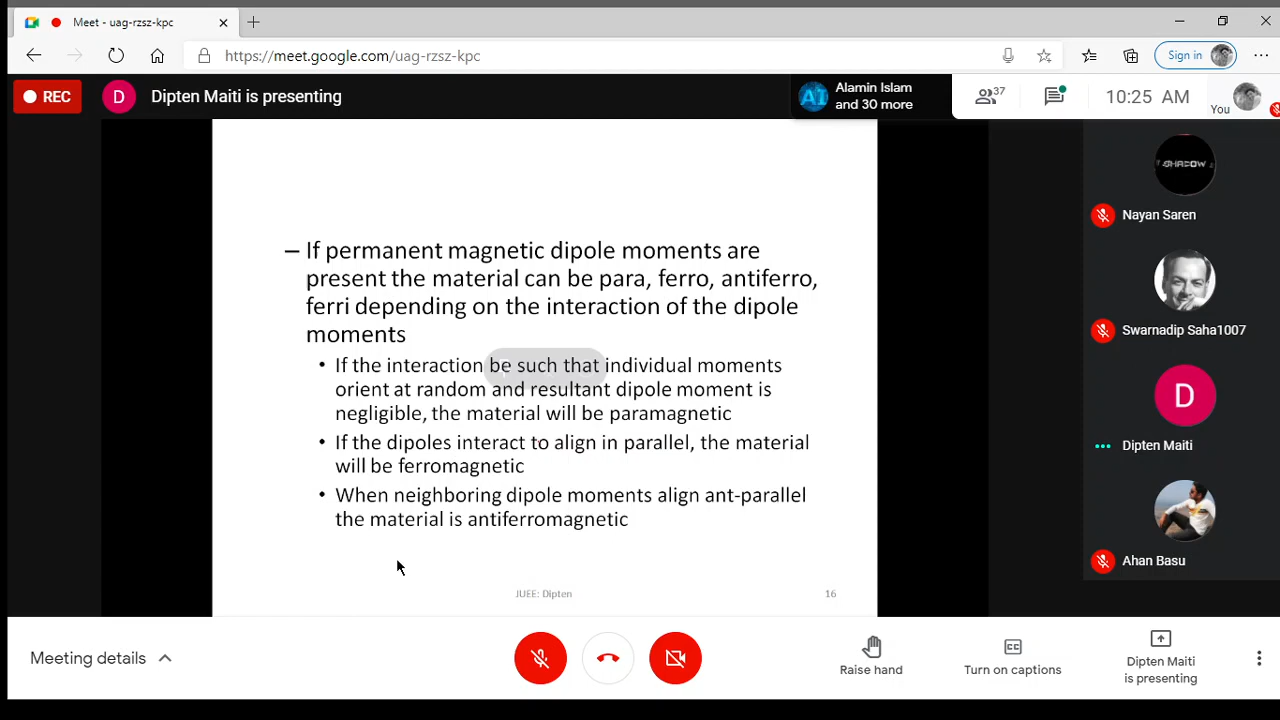 Meet - uag-rzsz-kpc
https://meet.google.com/uag-rzsz-kpc
Sign in
REC
D
Dipten Maiti is presenting
AI
Alamin Islam
and 30 more
37
10:25 AM
You
– If permanent magnetic dipole moments are
present the material can be para, ferro, antiferro,
ferri depending on the interaction of the dipole
moments
• If the interaction be such that individual moments
orient at random and resultant dipole moment is
negligible, the material will be paramagnetic
• If the dipoles interact to align in parallel, the material
will be ferromagnetic
• When neighboring dipole moments align ant-parallel
the material is antiferromagnetic
JUEE: Dipten
16
SHADOW
Nayan Saren
Swarnadip Saha1007
D
Dipten Maiti
Ahan Basu
Meeting details
Raise hand
CC
Turn on captions
Dipten Maiti
is presenting